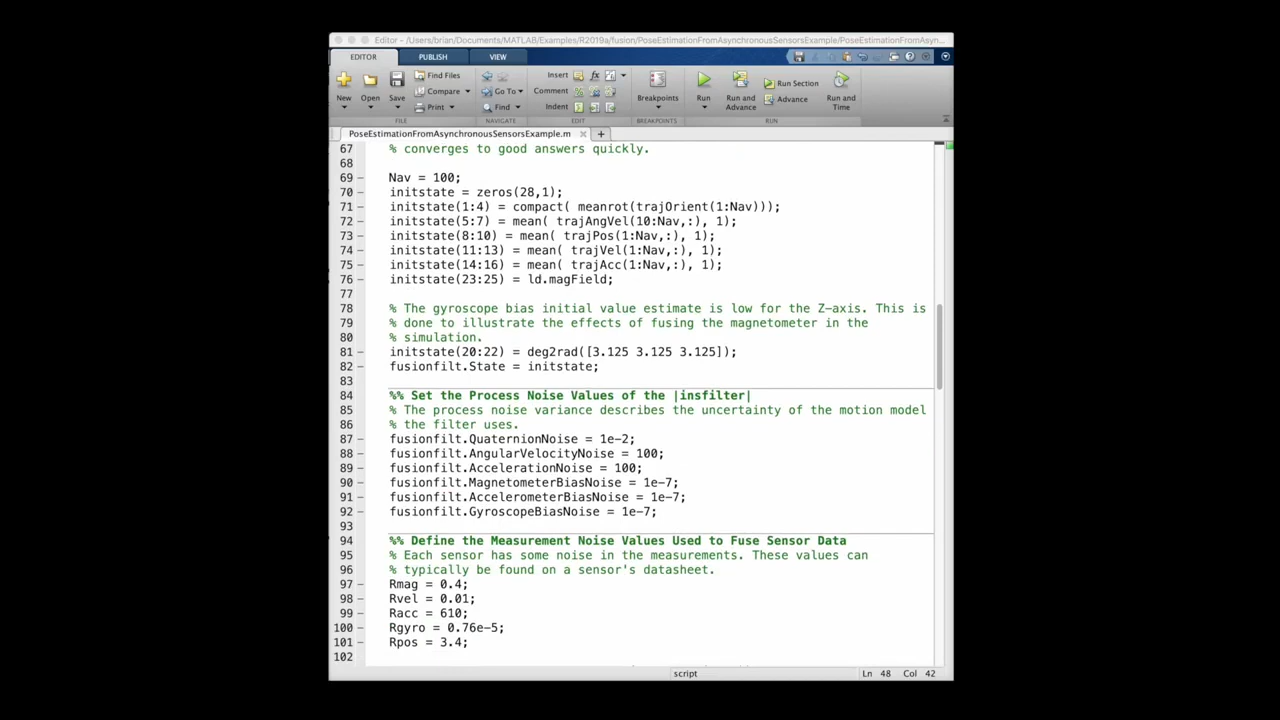 Editor - /Users/brian/Documents/MATLAB/Examples/R2019a/fusion/PoseEstimationFromAsynchronousSensorsExample/PoseEstimationFromAsyn...
EDITOR PUBLISH VIEW
New Open Save Find Files Compare Print Go To Find Insert fx Comment Indent Breakpoints Run Run and Advance Run Section Advance Run and Time
FILE NAVIGATE EDIT BREAKPOINTS RUN
PoseEstimationFromAsynchronousSensorsExample.m × +
67 % converges to good answers quickly.
68
69 – Nav = 100;
70 – initstate = zeros(28,1);
71 – initstate(1:4) = compact( meanrot(trajOrient(1:Nav)));
72 – initstate(5:7) = mean( trajAngVel(10:Nav,:), 1);
73 – initstate(8:10) = mean( trajPos(1:Nav,:), 1);
74 – initstate(11:13) = mean( trajVel(1:Nav,:), 1);
75 – initstate(14:16) = mean( trajAcc(1:Nav,:), 1);
76 – initstate(23:25) = ld.magField;
77
78 % The gyroscope bias initial value estimate is low for the Z-axis. This is
79 % done to illustrate the effects of fusing the magnetometer in the
80 % simulation.
81 – initstate(20:22) = deg2rad([3.125 3.125 3.125]);
82 – fusionfilt.State = initstate;
83
84 %% Set the Process Noise Values of the |insfilter|
85 % The process noise variance describes the uncertainty of the motion model
86 % the filter uses.
87 – fusionfilt.QuaternionNoise = 1e-2;
88 – fusionfilt.AngularVelocityNoise = 100;
89 – fusionfilt.AccelerationNoise = 100;
90 – fusionfilt.MagnetometerBiasNoise = 1e-7;
91 – fusionfilt.AccelerometerBiasNoise = 1e-7;
92 – fusionfilt.GyroscopeBiasNoise = 1e-7;
93
94 %% Define the Measurement Noise Values Used to Fuse Sensor Data
95 % Each sensor has some noise in the measurements. These values can
96 % typically be found on a sensor's datasheet.
97 – Rmag = 0.4;
98 – Rvel = 0.01;
99 – Racc = 610;
100 – Rgyro = 0.76e-5;
101 – Rpos = 3.4;
102
script Ln 48 Col 42